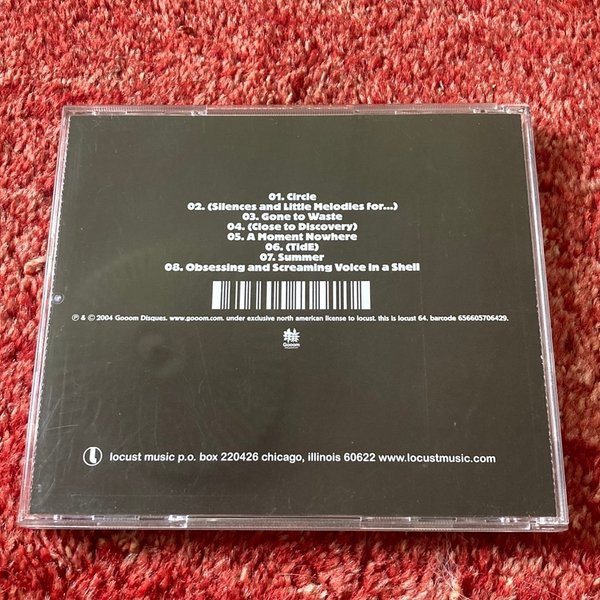 01. Circle
02. (Silences and Little Melodies for...)
03. Gone to Waste
04. (Close to Discovery)
05. A Moment Nowhere
06. (TidE)
07. Summer
08. Obsessing and Screaming Voice in a Shell
℗ & © 2004 Gooom Disques. www.gooom.com. under exclusive north american license to locust. this is locust 64. barcode 656605706429.
Gooom
locust music p.o. box 220426 chicago, illinois 60622 www.locustmusic.com